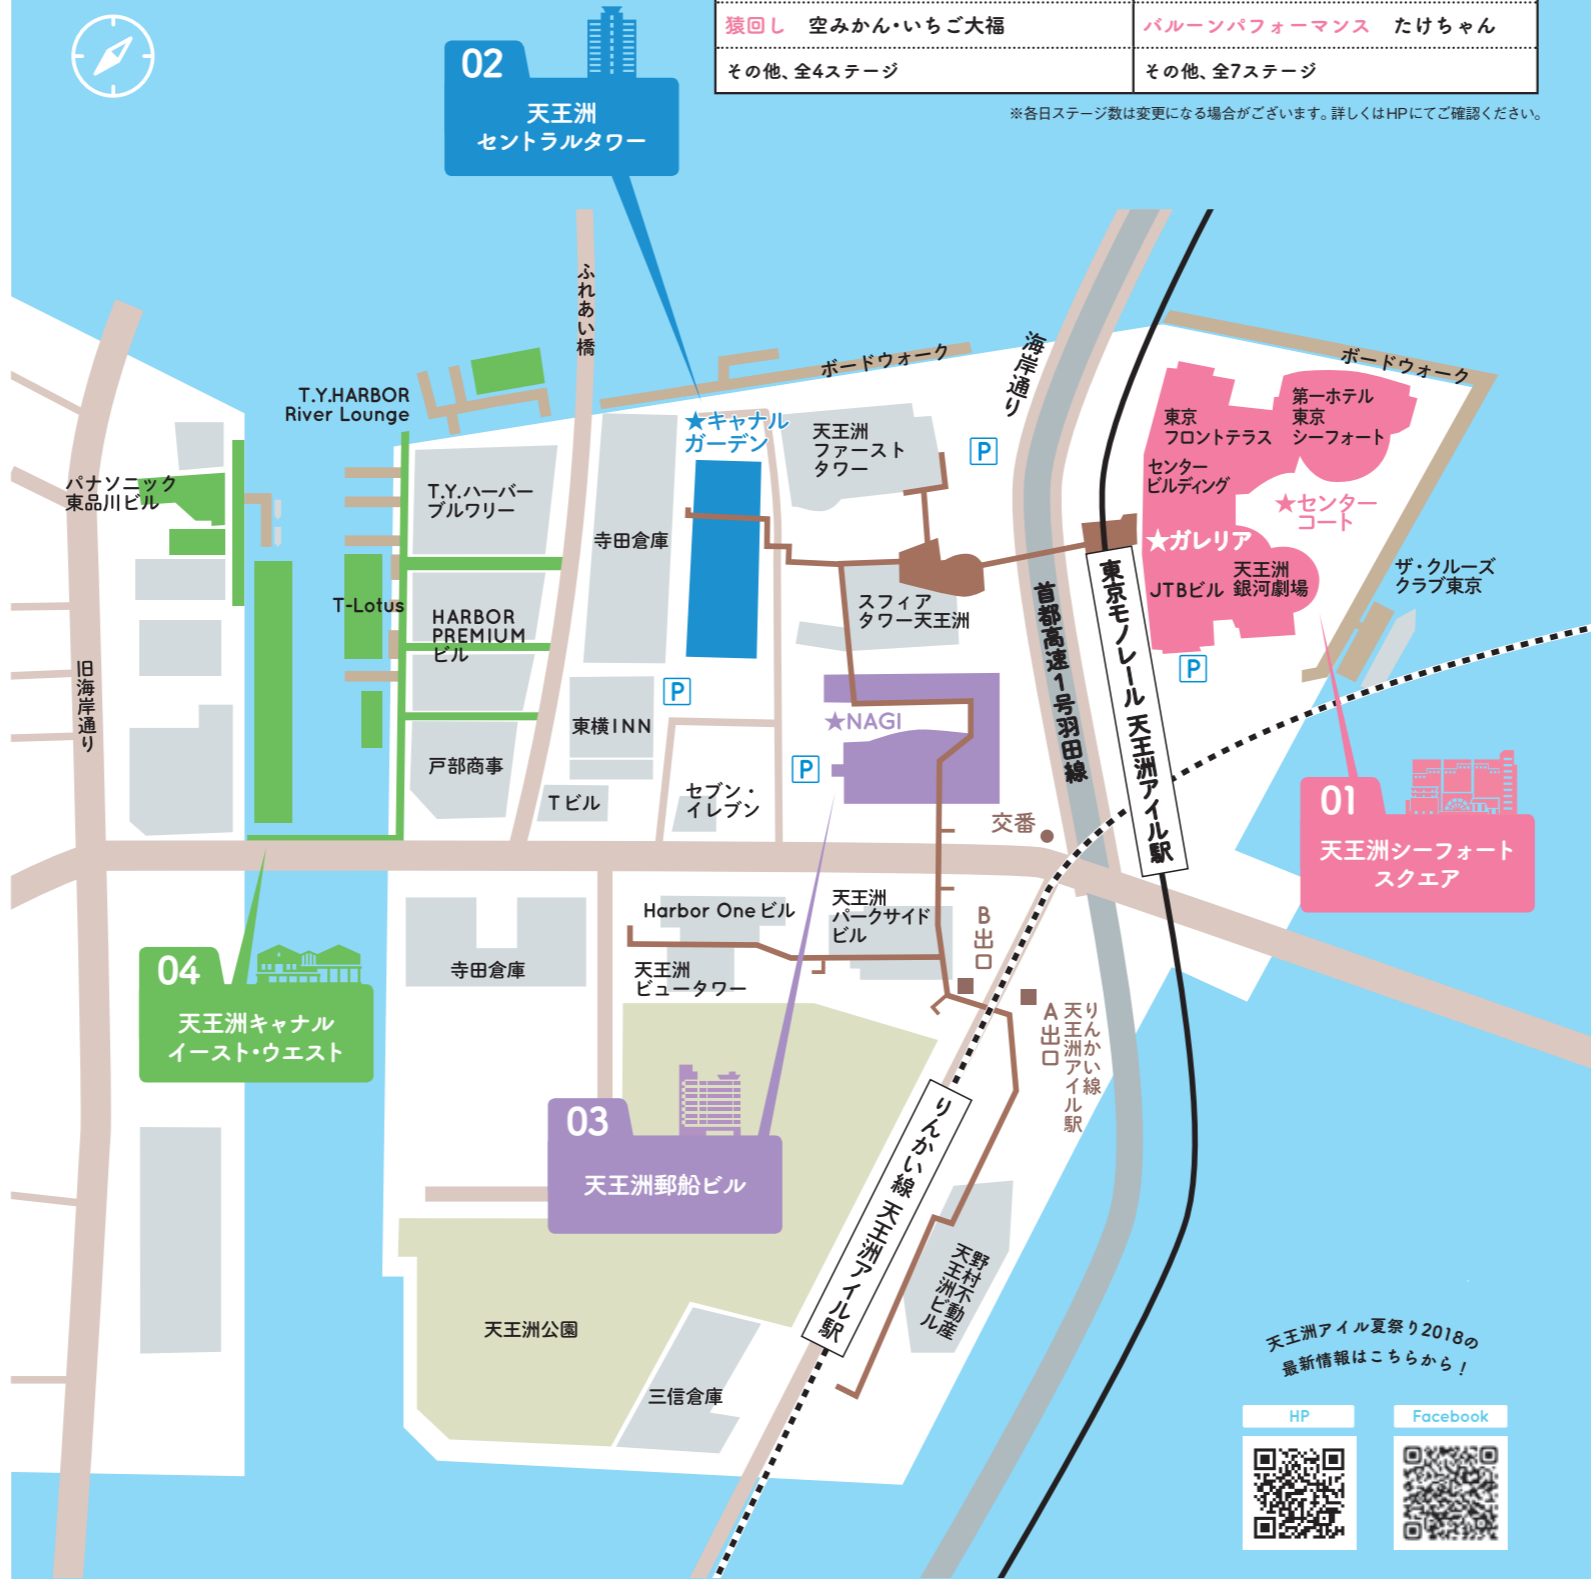 猿回し 空みかん・いちご大福
バルーンパフォーマンス たけちゃん
その他、全4ステージ
その他、全7ステージ
※各日ステージ数は変更になる場合がございます。詳しくはHPにてご確認ください。
02
天王洲
セントラルタワー
ふれあい橋
ボードウォーク
海岸通り
ボードウォーク
T.Y.HARBOR
River Lounge
★キャナル
ガーデン
天王洲
ファースト
タワー
P
東京
フロントテラス
第一ホテル
東京
シーフォート
センター
ビルディング
★センター
コート
パナソニック
東品川ビル
T.Y.ハーバー
ブルワリー
寺田倉庫
★ガレリア
JTBビル
天王洲
銀河劇場
ザ・クルーズ
クラブ東京
T-Lotus
HARBOR
PREMIUM
ビル
スフィア
タワー天王洲
首都高速1号羽田線
東京モノレール 天王洲アイル駅
P
旧海岸通り
P
東横INN
★NAGI
戸部商事
P
Tビル
セブン・
イレブン
交番
01
天王洲シーフォート
スクエア
Harbor Oneビル
天王洲
パークサイド
ビル
B出口
04
天王洲キャナル
イースト・ウエスト
寺田倉庫
天王洲
ビュータワー
A出口
りんかい線
天王洲アイル駅
03
天王洲郵船ビル
りんかい線 天王洲アイル駅
野村不動産
天王洲ビル
天王洲公園
三信倉庫
天王洲アイル夏祭り2018の
最新情報はこちらから!
HP
Facebook